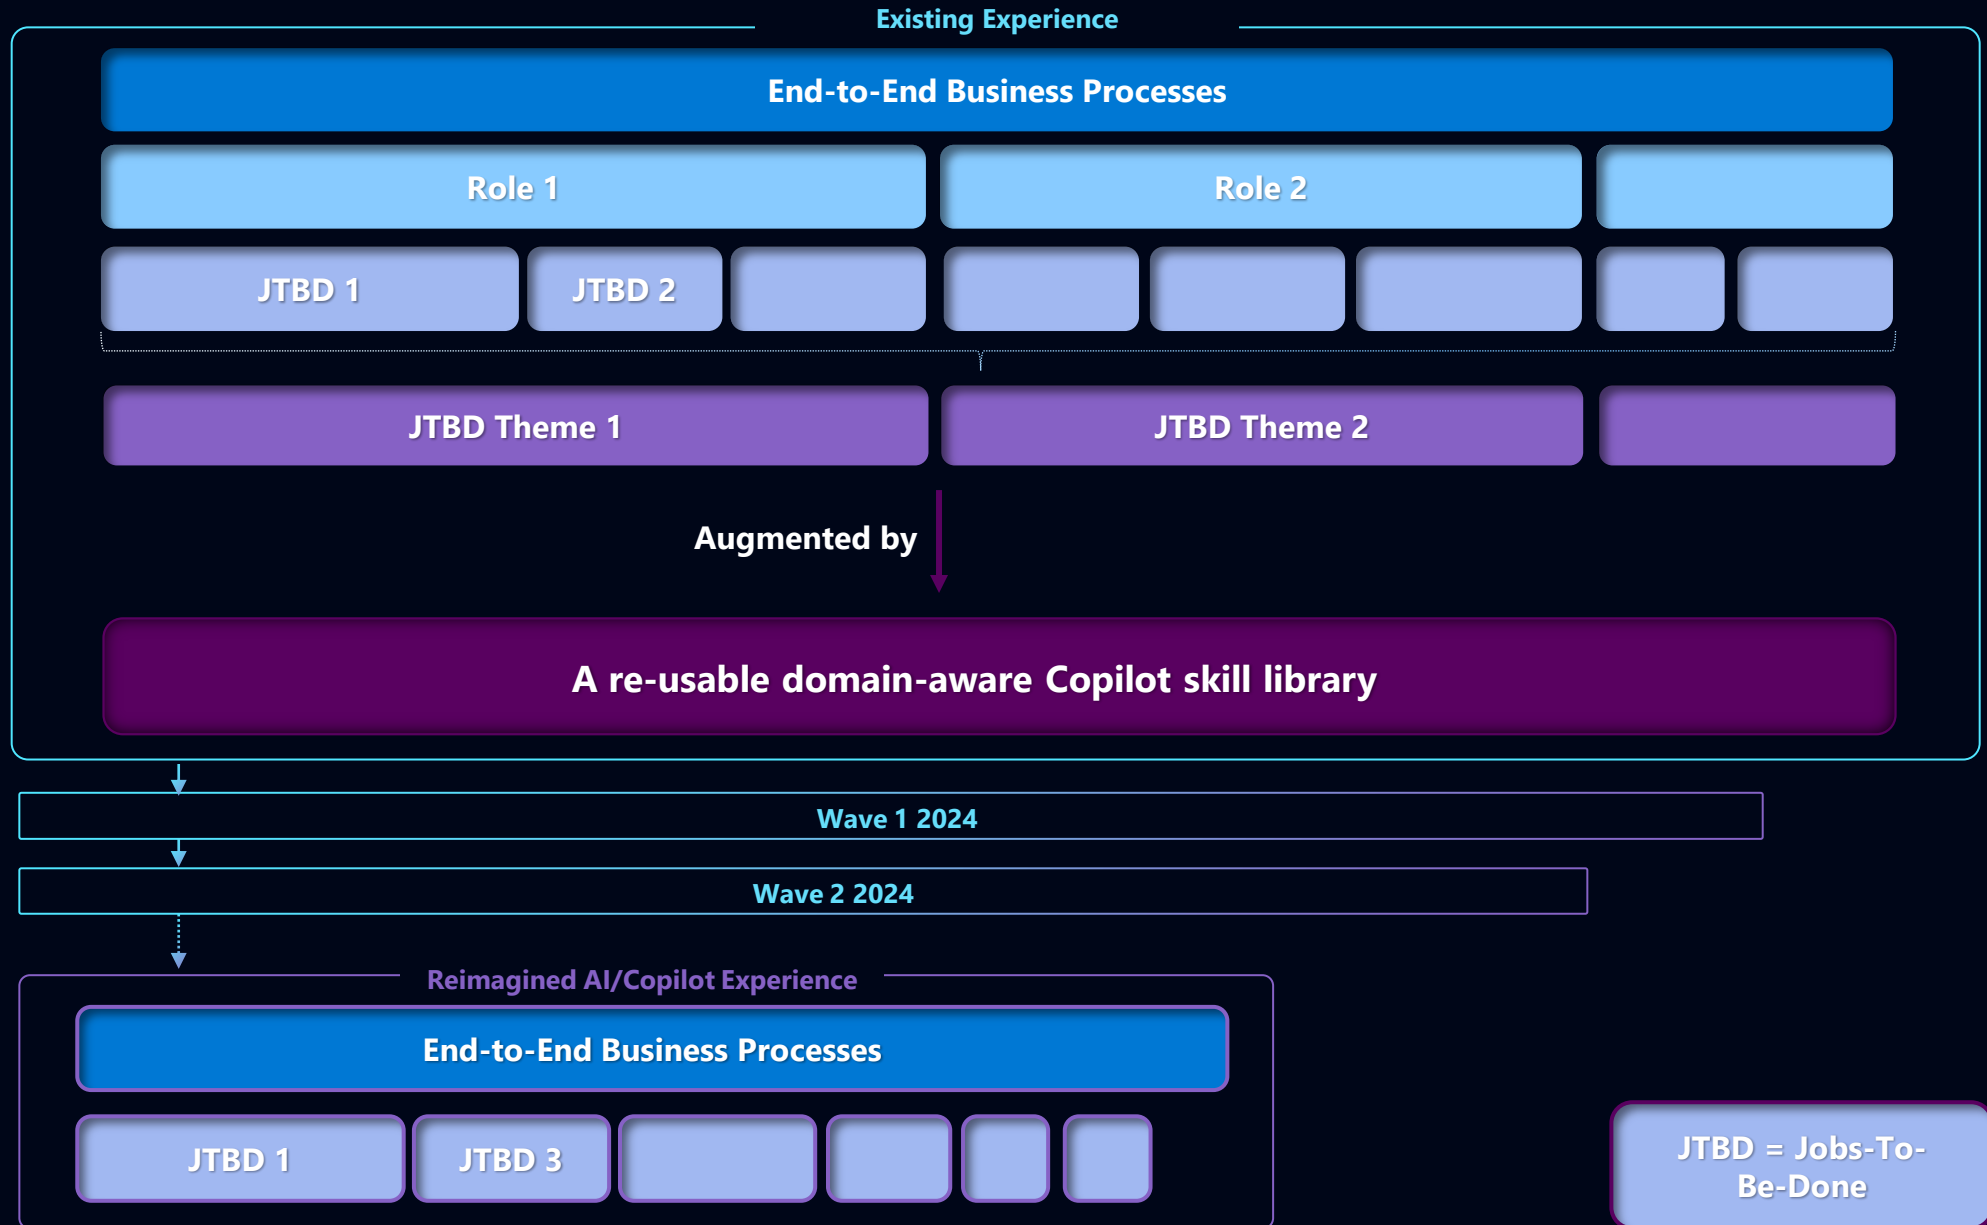 Existing Experience
End-to-End Business Processes
Role 1
Role 2
JTBD 1
JTBD 2
JTBD Theme 1
JTBD Theme 2
Augmented by
A re-usable domain-aware Copilot skill library
Wave 1 2024
Wave 2 2024
Reimagined AI/Copilot Experience
End-to-End Business Processes
JTBD 1
JTBD 3
JTBD = Jobs-To-
Be-Done